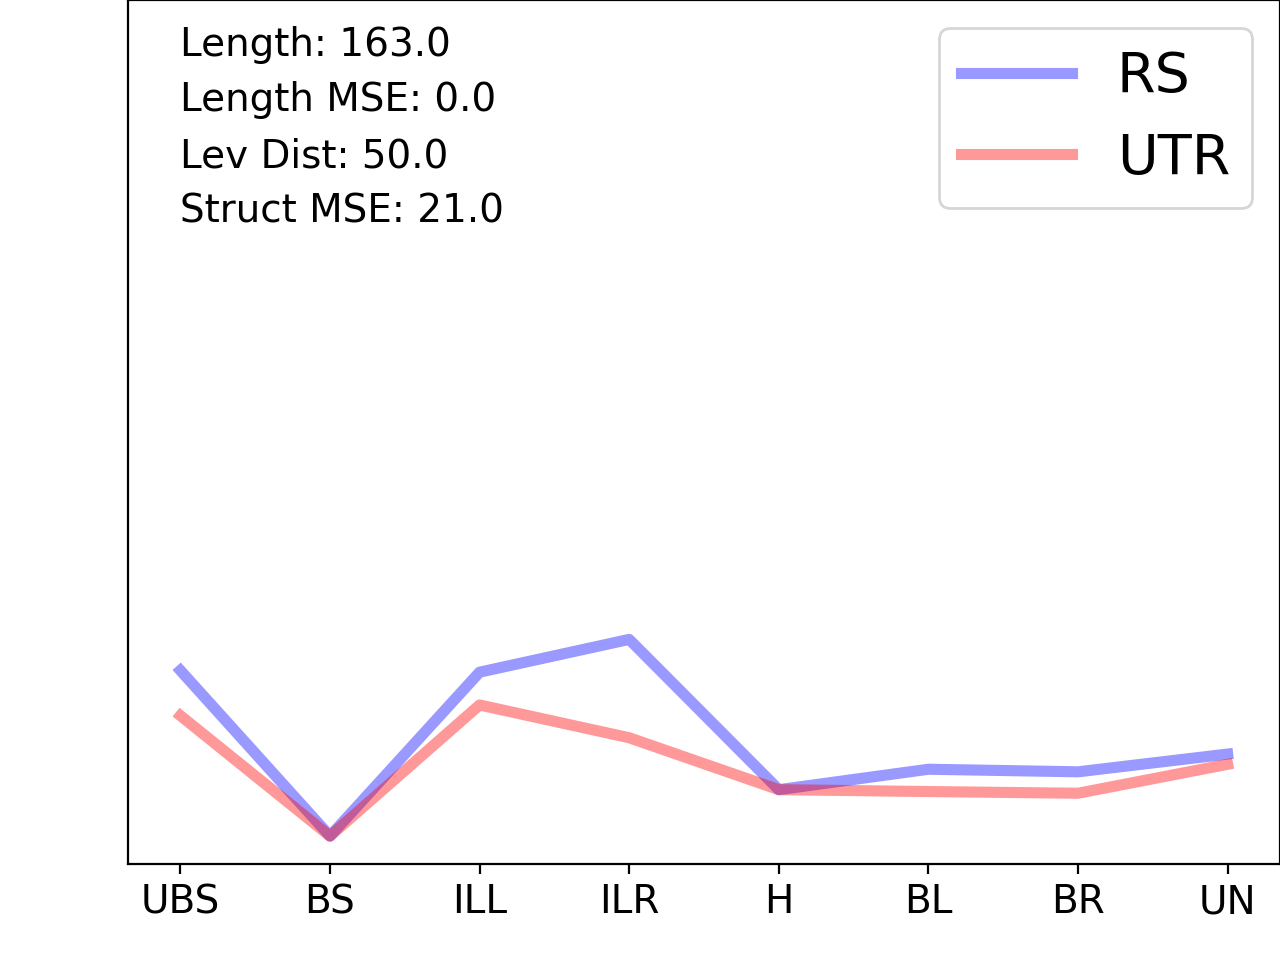 Length: 163.0
Length MSE: 0.0
Lev Dist: 50.0
Struct MSE: 21.0
RS
UTR
UBS BS ILL ILR H BL BR UN